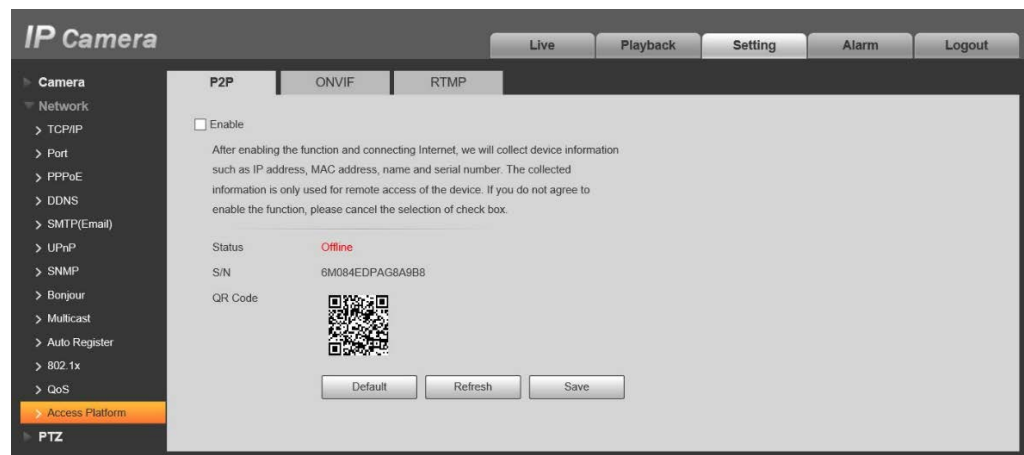 IP Camera
Live Playback Setting Alarm Logout
Camera
Network
TCP/IP
Port
PPPoE
DDNS
SMTP(Email)
UPnP
SNMP
Bonjour
Multicast
Auto Register
802.1x
QoS
Access Platform
PTZ
P2P ONVIF RTMP
Enable
After enabling the function and connecting Internet, we will collect device information
such as IP address, MAC address, name and serial number. The collected
information is only used for remote access of the device. If you do not agree to
enable the function, please cancel the selection of check box.
Status Offline
S/N 6M084EDPAG8A9B8
QR Code
Default Refresh Save